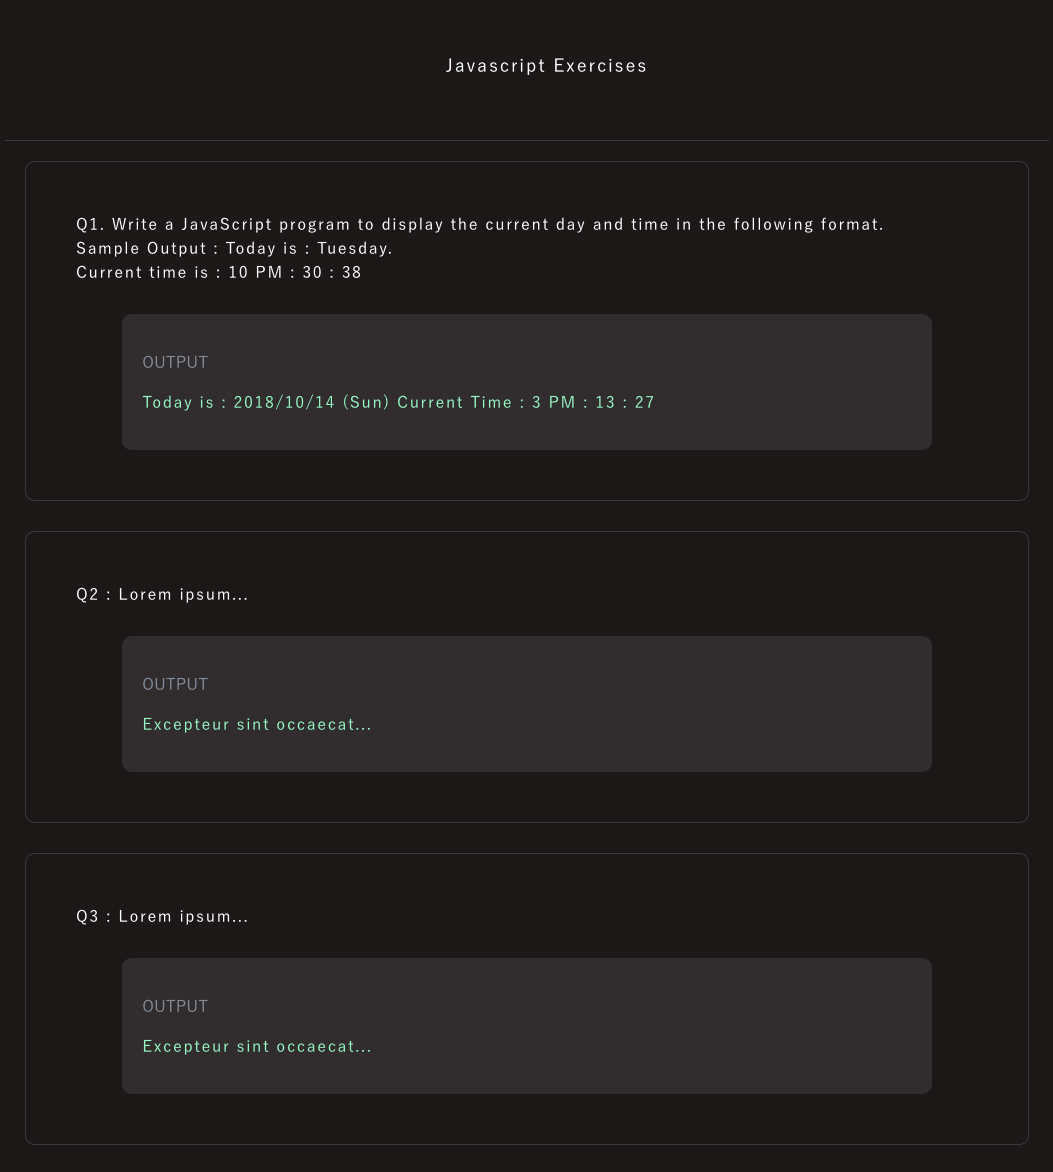 Javascript Exercises
Q1. Write a JavaScript program to display the current day and time in the following format.
Sample Output : Today is : Tuesday.
Current time is : 10 PM : 30 : 38
OUTPUT
Today is : 2018/10/14 (Sun) Current Time : 3 PM : 13 : 27
Q2 : Lorem ipsum...
OUTPUT
Excepteur sint occaecat...
Q3 : Lorem ipsum...
OUTPUT
Excepteur sint occaecat...